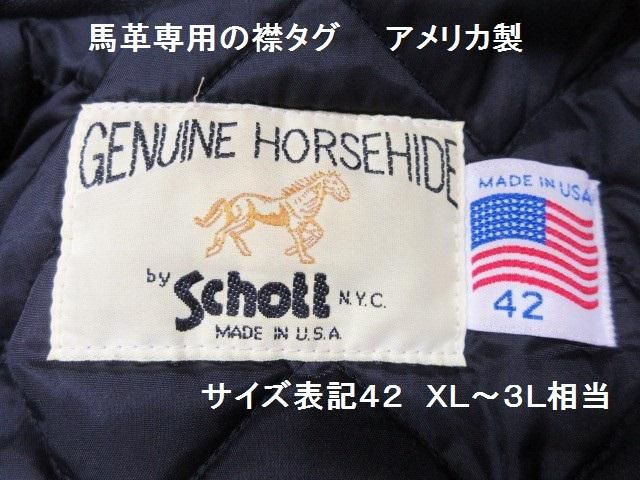 馬革専用の襟タグ　アメリカ製
GENUINE HORSEHIDE
by Schott N.Y.C.
MADE IN U.S.A.
MADE IN USA
42
サイズ表記４２　ＸＬ～３Ｌ相当